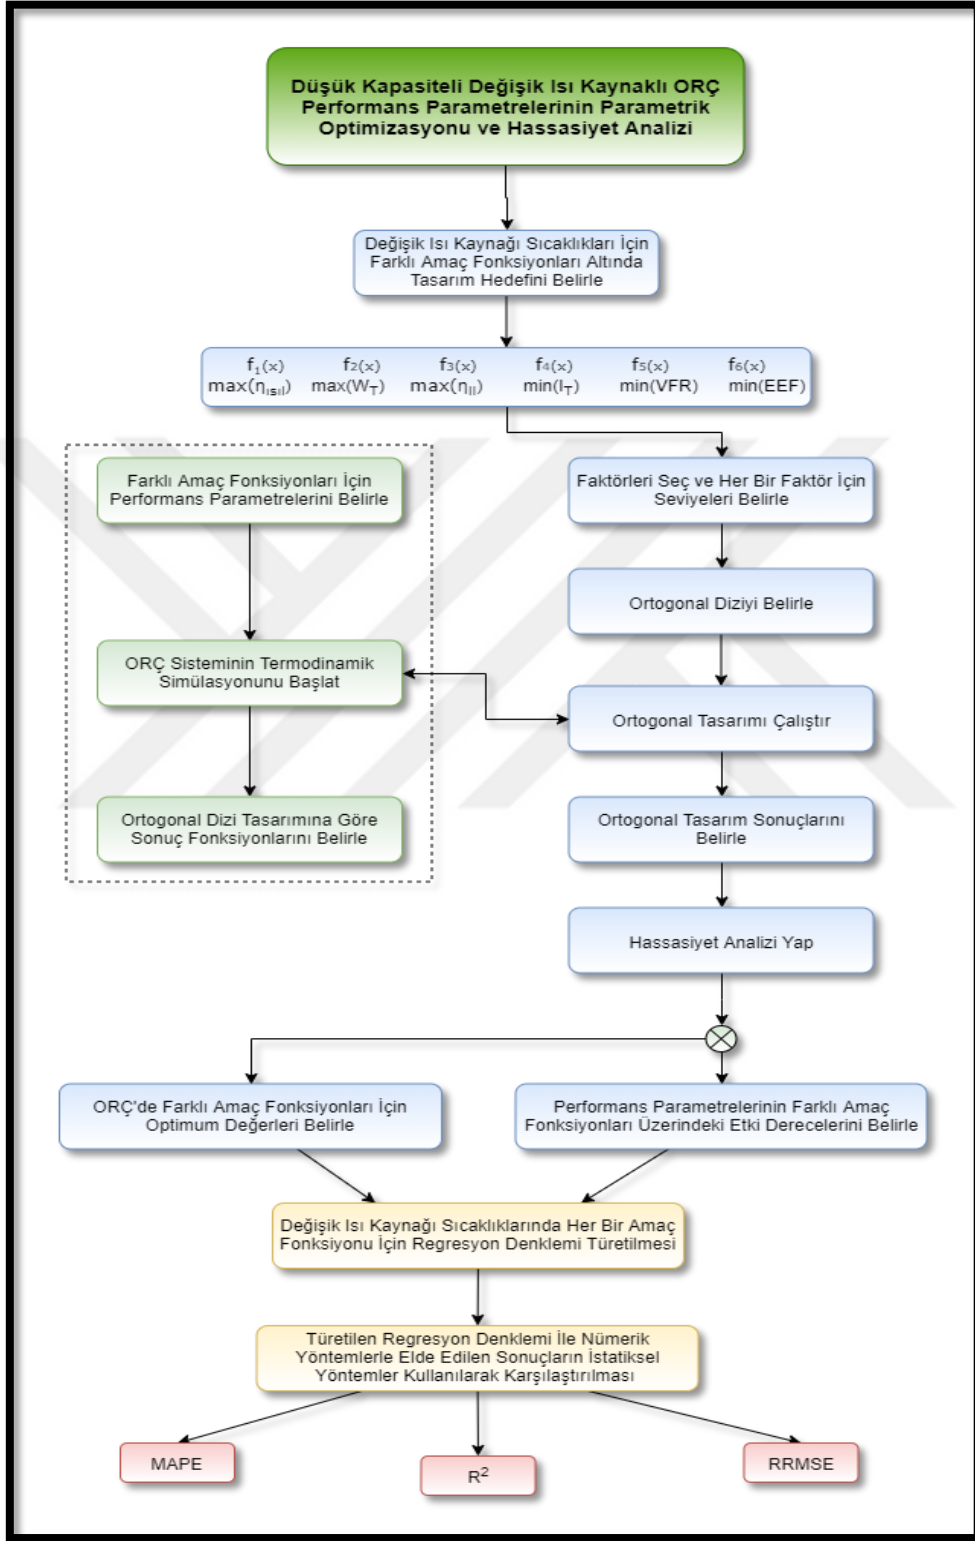 Düşük Kapasiteli Değişik Isı Kaynaklı ORÇ
Performans Parametrelerinin Parametrik
Optimizasyonu ve Hassasiyet Analizi
Değişik Isı Kaynağı Sıcaklıkları İçin
Farklı Amaç Fonksiyonları Altında
Tasarım Hedefini Belirle
f₁(x) f₂(x) f₃(x) f₄(x) f₅(x) f₆(x)
max(ηısıl) max(W_T) max(η_II) min(I_T) min(VFR) min(EEF)
Farklı Amaç Fonksiyonları İçin
Performans Parametrelerini Belirle
Faktörleri Seç ve Her Bir Faktör İçin
Seviyeleri Belirle
Ortogonal Diziyi Belirle
ORÇ Sisteminin Termodinamik
Simülasyonunu Başlat
Ortogonal Tasarımı Çalıştır
Ortogonal Dizi Tasarımına Göre
Sonuç Fonksiyonlarını Belirle
Ortogonal Tasarım Sonuçlarını
Belirle
Hassasiyet Analizi Yap
ORÇ'de Farklı Amaç Fonksiyonları İçin
Optimum Değerleri Belirle
Performans Parametrelerinin Farklı Amaç
Fonksiyonları Üzerindeki Etki Derecelerini Belirle
Değişik Isı Kaynağı Sıcaklıklarında Her Bir Amaç
Fonksiyonu İçin Regresyon Denklemi Türetilmesi
Türetilen Regresyon Denklemi İle Nümerik
Yöntemlerle Elde Edilen Sonuçların İstatiksel
Yöntemler Kullanılarak Karşılaştırılması
MAPE
R²
RRMSE